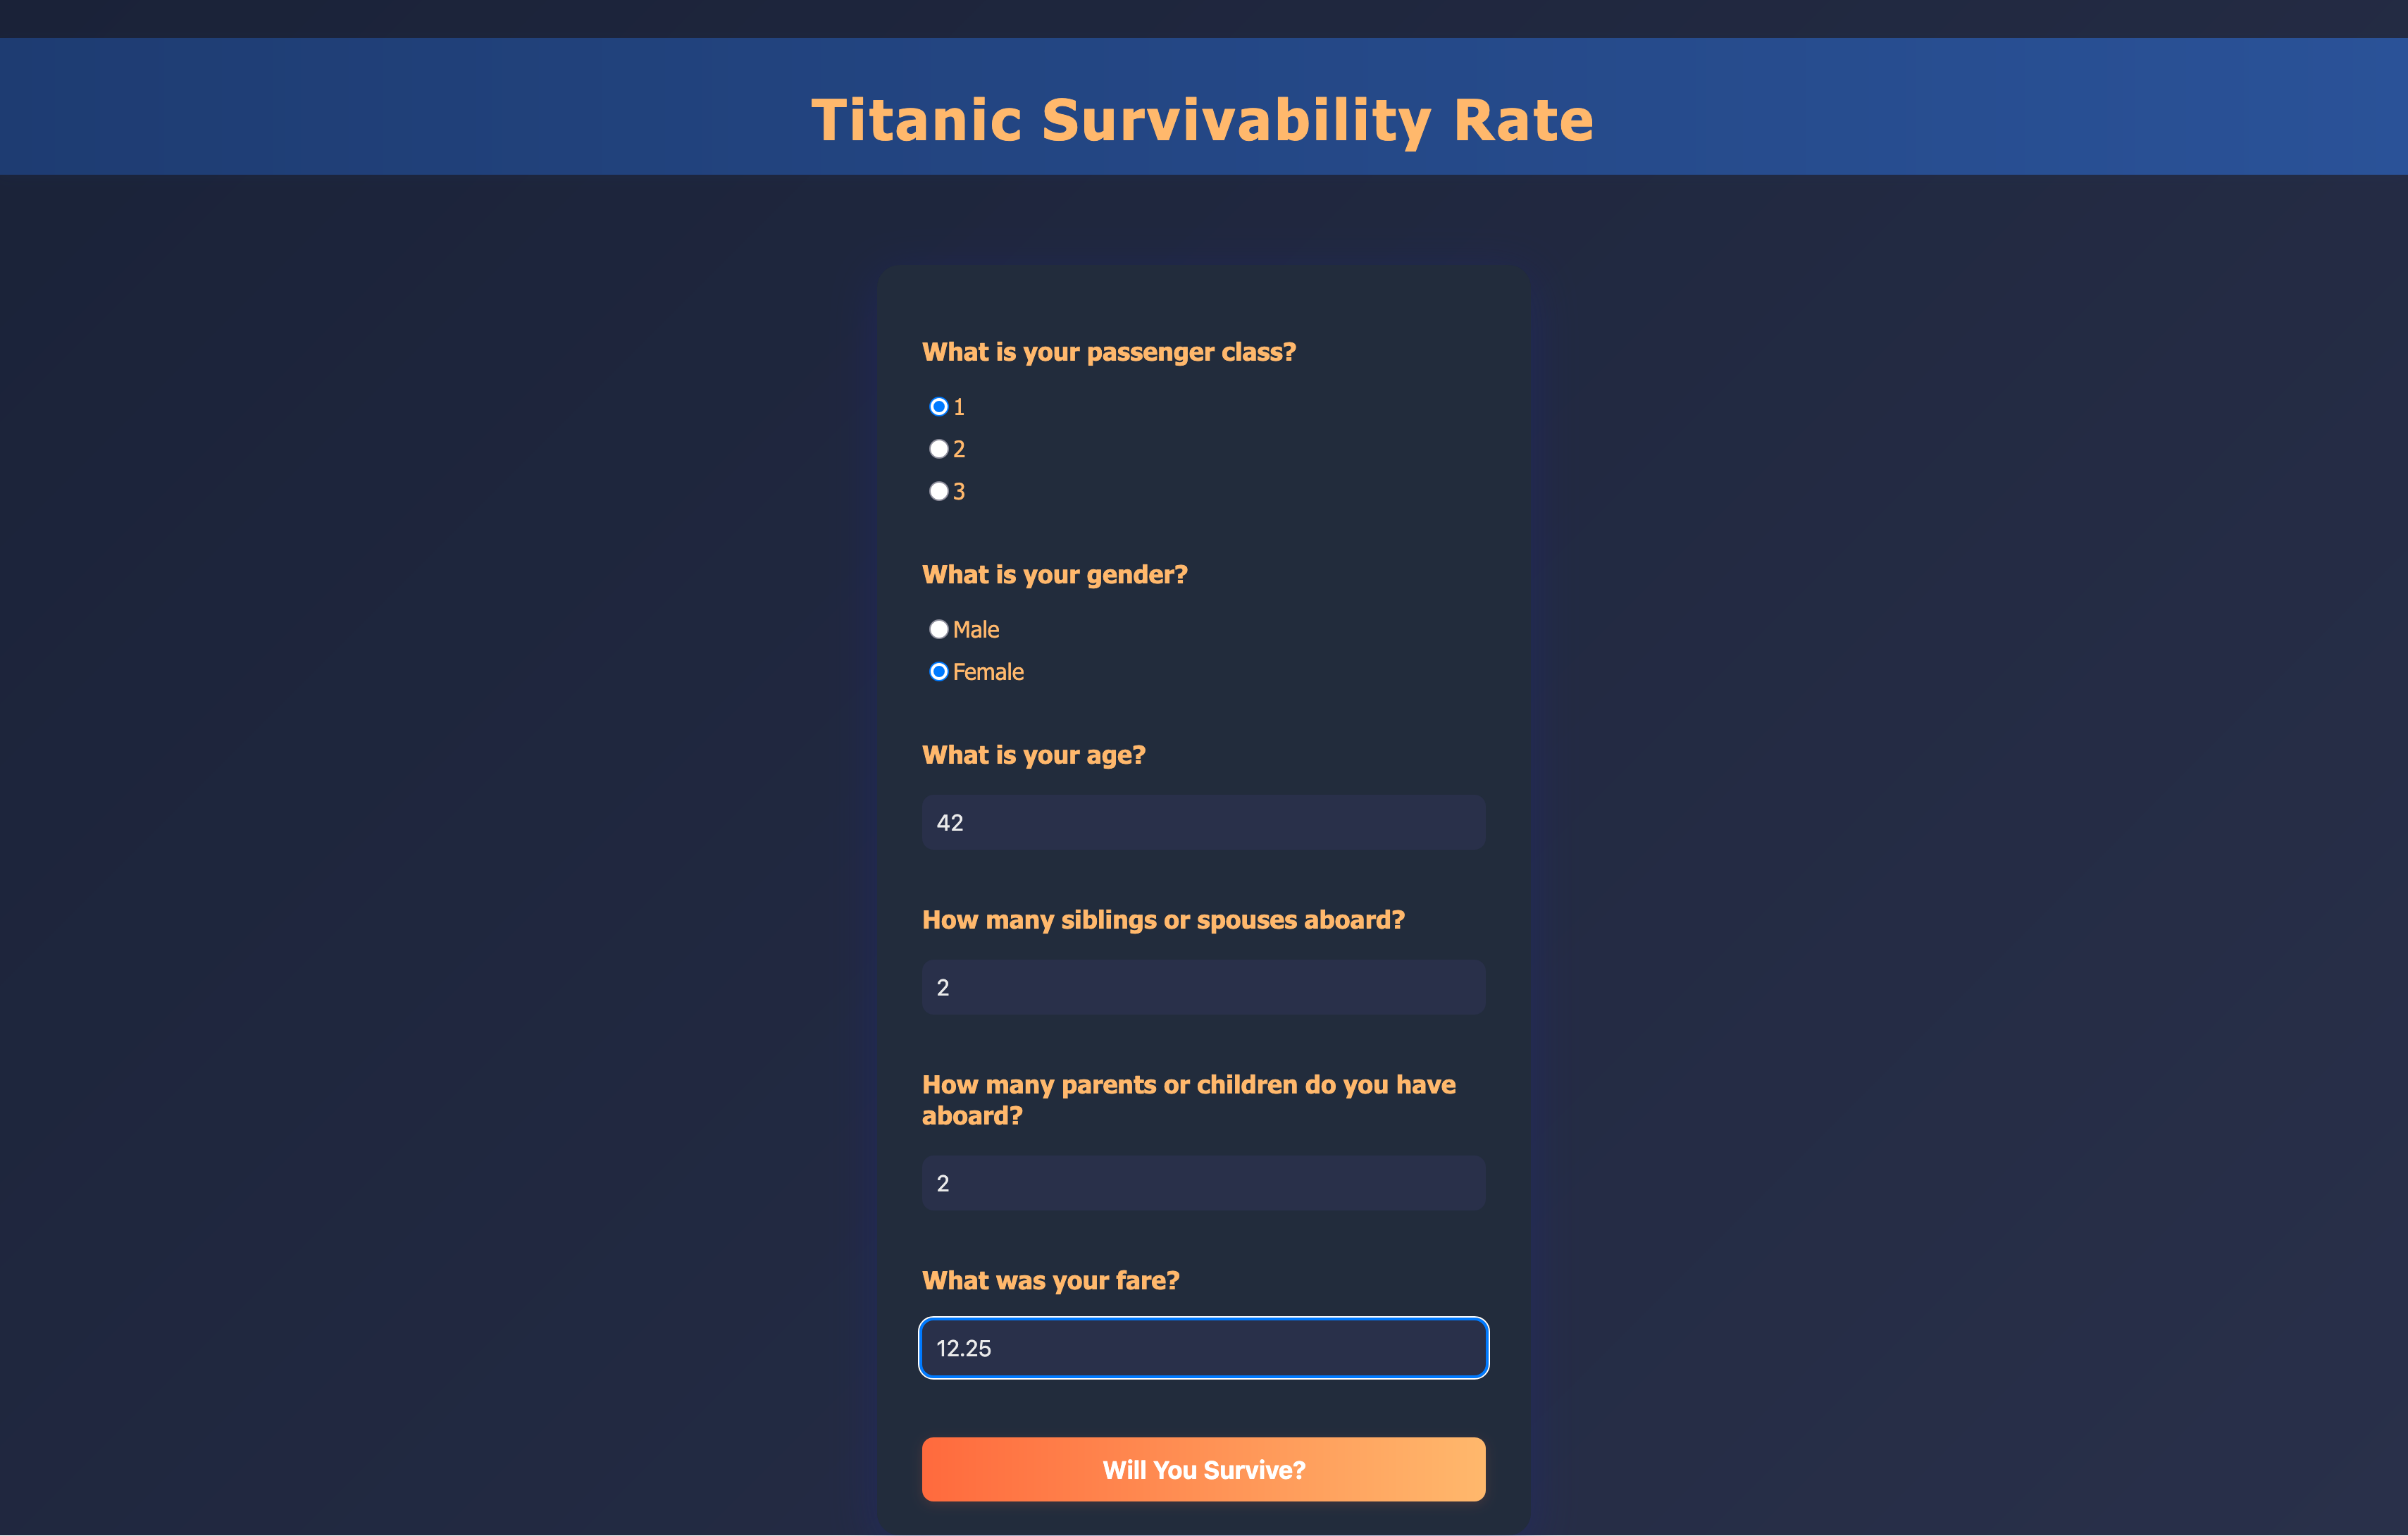 Titanic Survivability Rate
What is your passenger class?
1
2
3
What is your gender?
Male
Female
What is your age?
42
How many siblings or spouses aboard?
2
How many parents or children do you have
aboard?
2
What was your fare?
12.25
Will You Survive?